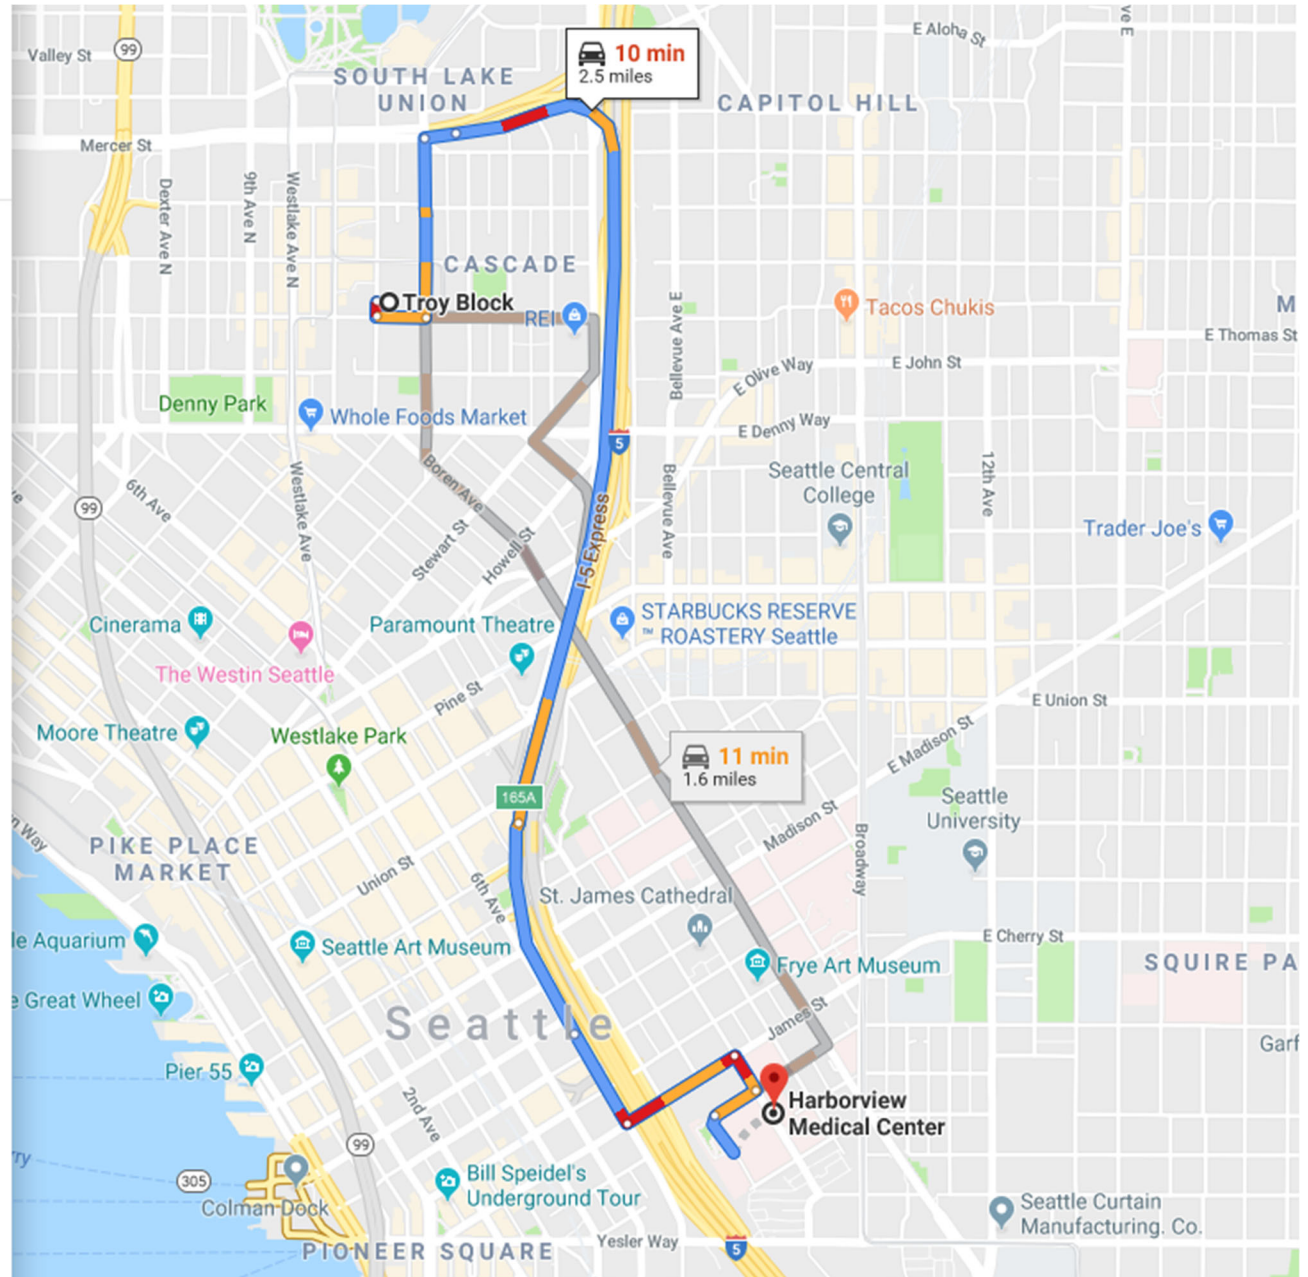 E Aloha St
Valley St
99
10 min
2.5 miles
SOUTH LAKE
UNION
CAPITOL HILL
Mercer St
Dexter Ave N
9th Ave N
Westlake Ave N
CASCADE
Troy Block
REI
Bellevue Ave E
Tacos Chukis
M
E Thomas St
E John St
E Olive Way
Denny Park
Whole Foods Market
E Denny Way
5
Boren Ave
Westlake Ave
6th Ave
99
Stewart St
Howell St
I-5 Express
Bellevue Ave
Seattle Central
College
12th Ave
Trader Joe's
Cinerama
Paramount Theatre
STARBUCKS RESERVE
™ ROASTERY Seattle
The Westin Seattle
Pine St
E Union St
Moore Theatre
Westlake Park
E Madison St
11 min
1.6 miles
165A
Seattle
University
Madison St
Broadway
n Way
PIKE PLACE
MARKET
Union St
6th Ave
St. James Cathedral
le Aquarium
Seattle Art Museum
E Cherry St
Frye Art Museum
SQUIRE PA
e Great Wheel
Seattle
James St
Garf
Pier 55
2nd Ave
Harborview
Medical Center
99
305
Colman Dock
Bill Speidel's
Underground Tour
Seattle Curtain
Manufacturing. Co.
PIONEER SQUARE
Yesler Way
5